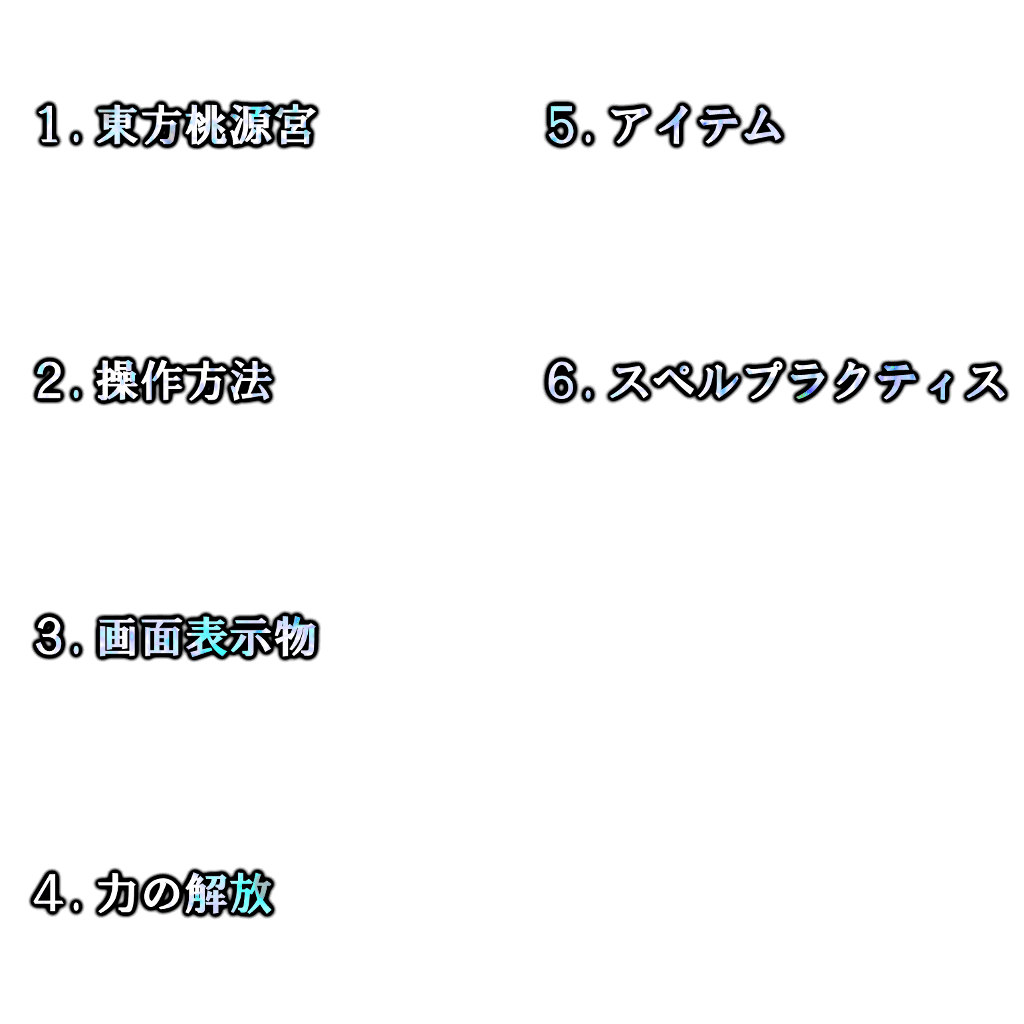 1. 東方桃源宮
2. 操作方法
3. 画面表示物
4. 力の解放
5. アイテム
6. スペルプラクティス